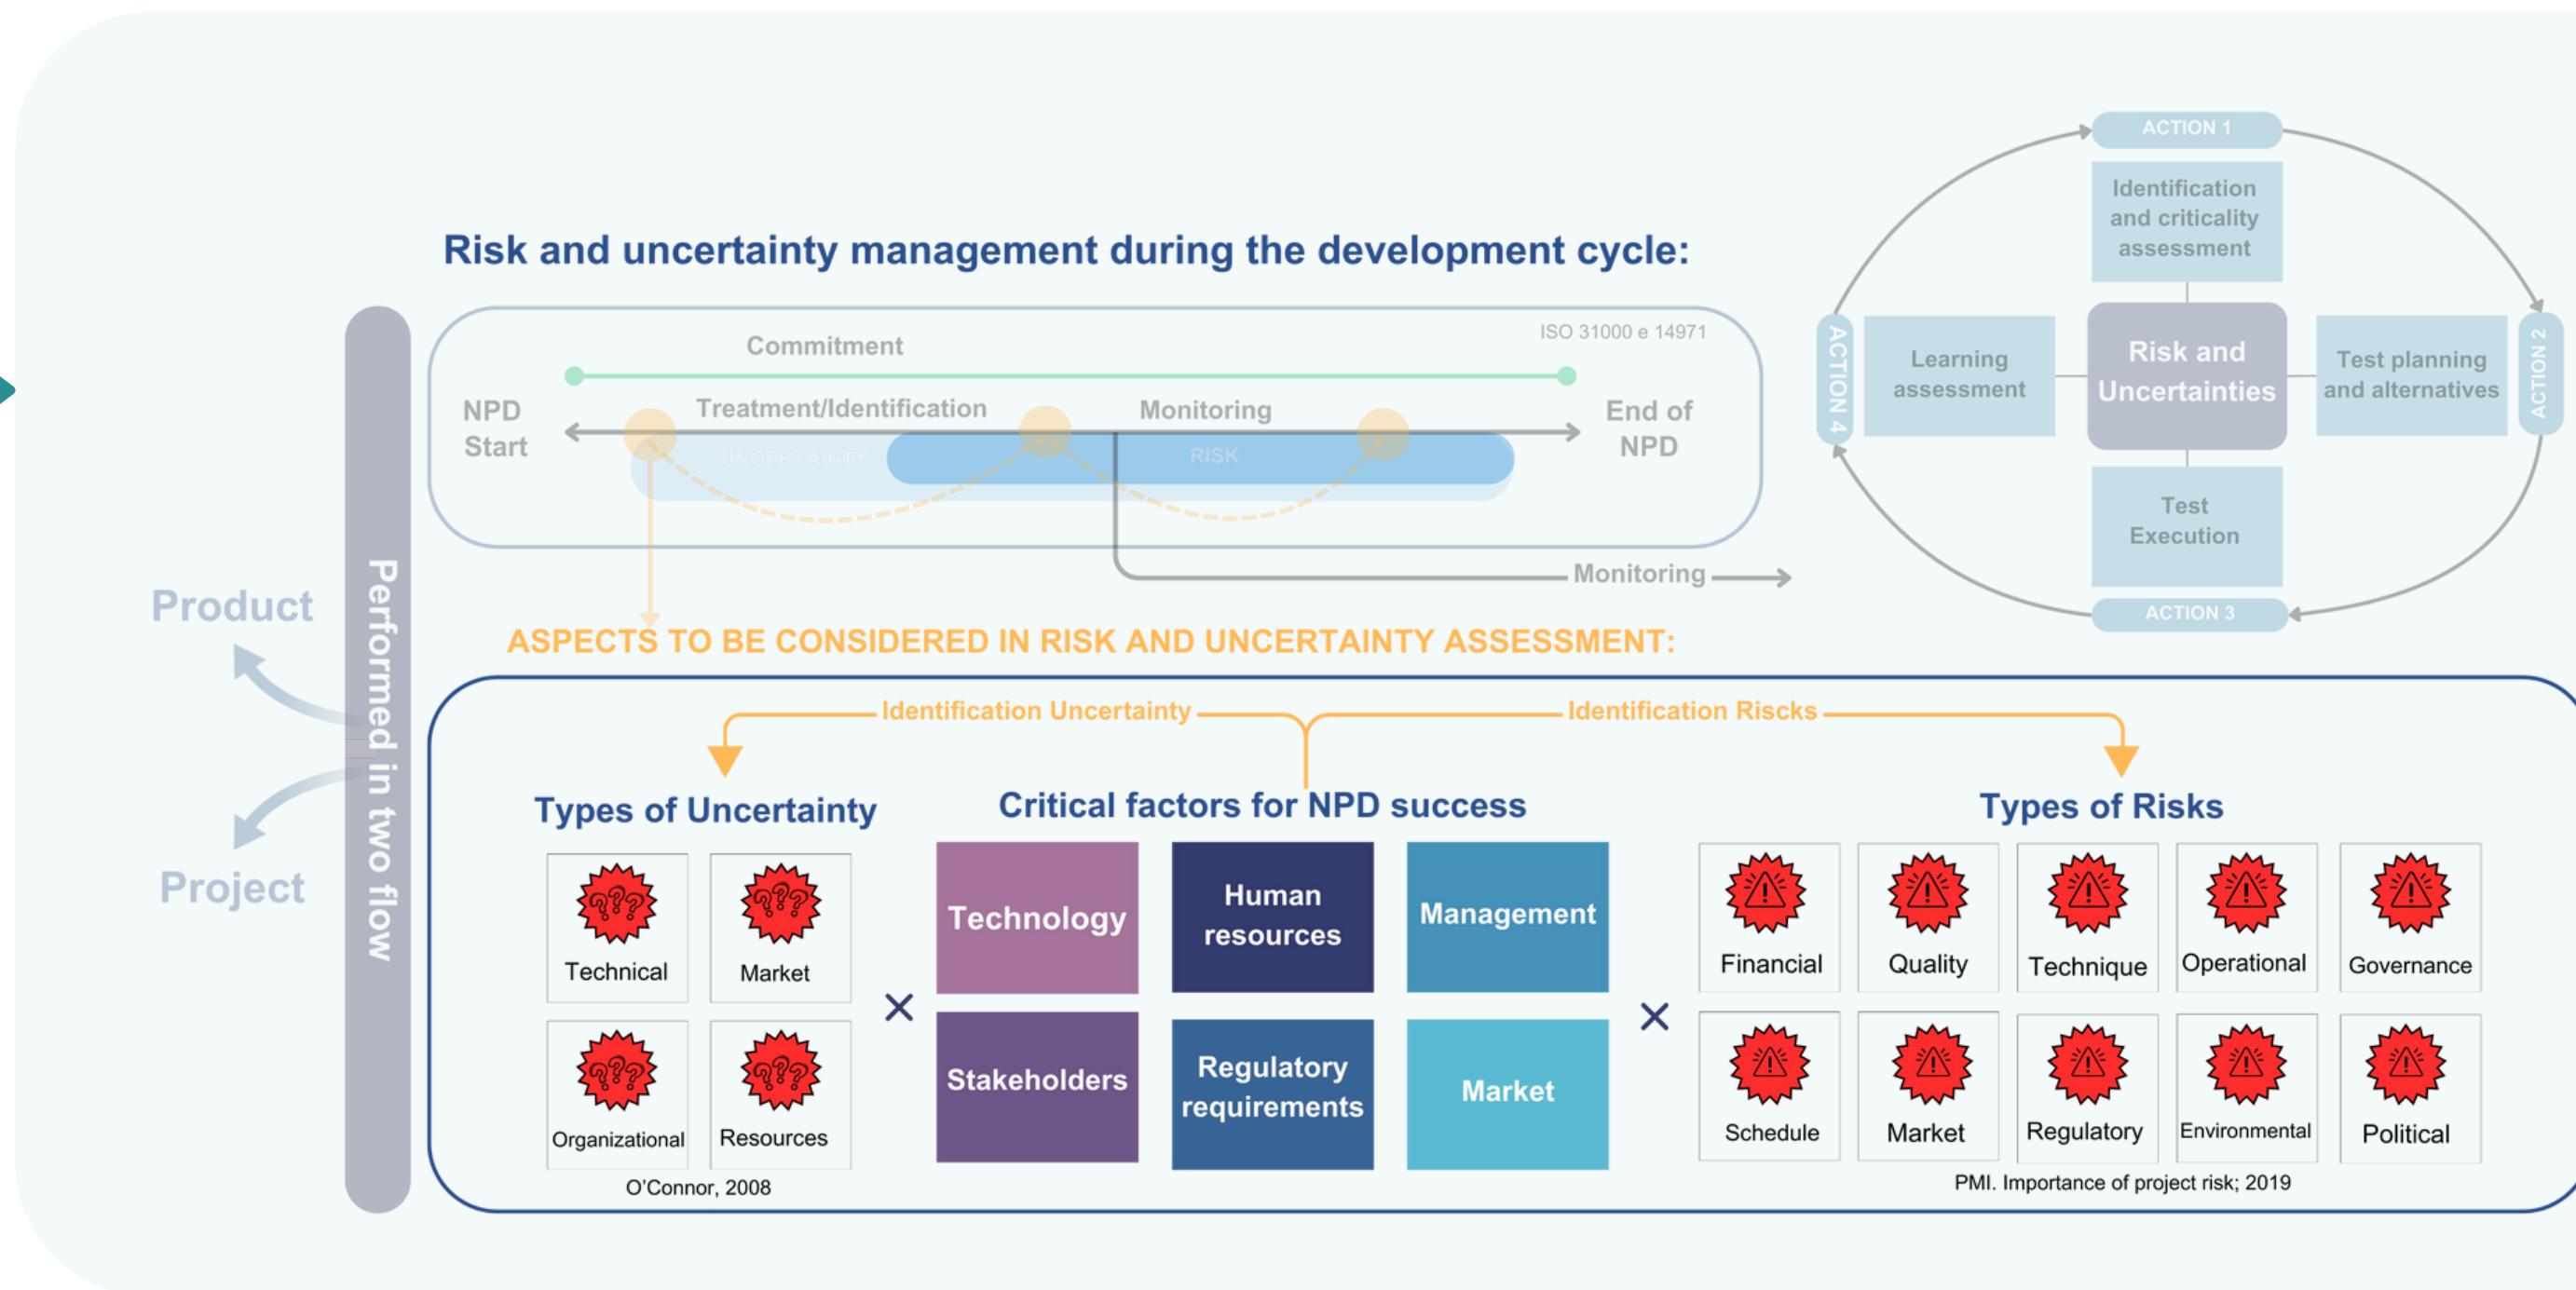 Risk and uncertainty management during the development cycle:
ISO 31000 e 14971
Commitment
NPD
Start
Treatment/Identification
Monitoring
End of
NPD
UNCERTAINTY
RISK
Monitoring
ACTION 1
Identification
and criticality
assessment
ACTION 4
Learning
assessment
Risk and
Uncertainties
Test planning
and alternatives
ACTION 2
Test
Execution
ACTION 3
Product
Project
Performed in two flow
ASPECTS TO BE CONSIDERED IN RISK AND UNCERTAINTY ASSESSMENT:
Identification Uncertainty
Identification Riscks
Types of Uncertainty
Technical
Market
Organizational
Resources
O'Connor, 2008
Critical factors for NPD success
Technology
Human
resources
Management
Stakeholders
Regulatory
requirements
Market
Types of Risks
Financial
Quality
Technique
Operational
Governance
Schedule
Market
Regulatory
Environmental
Political
PMI. Importance of project risk; 2019